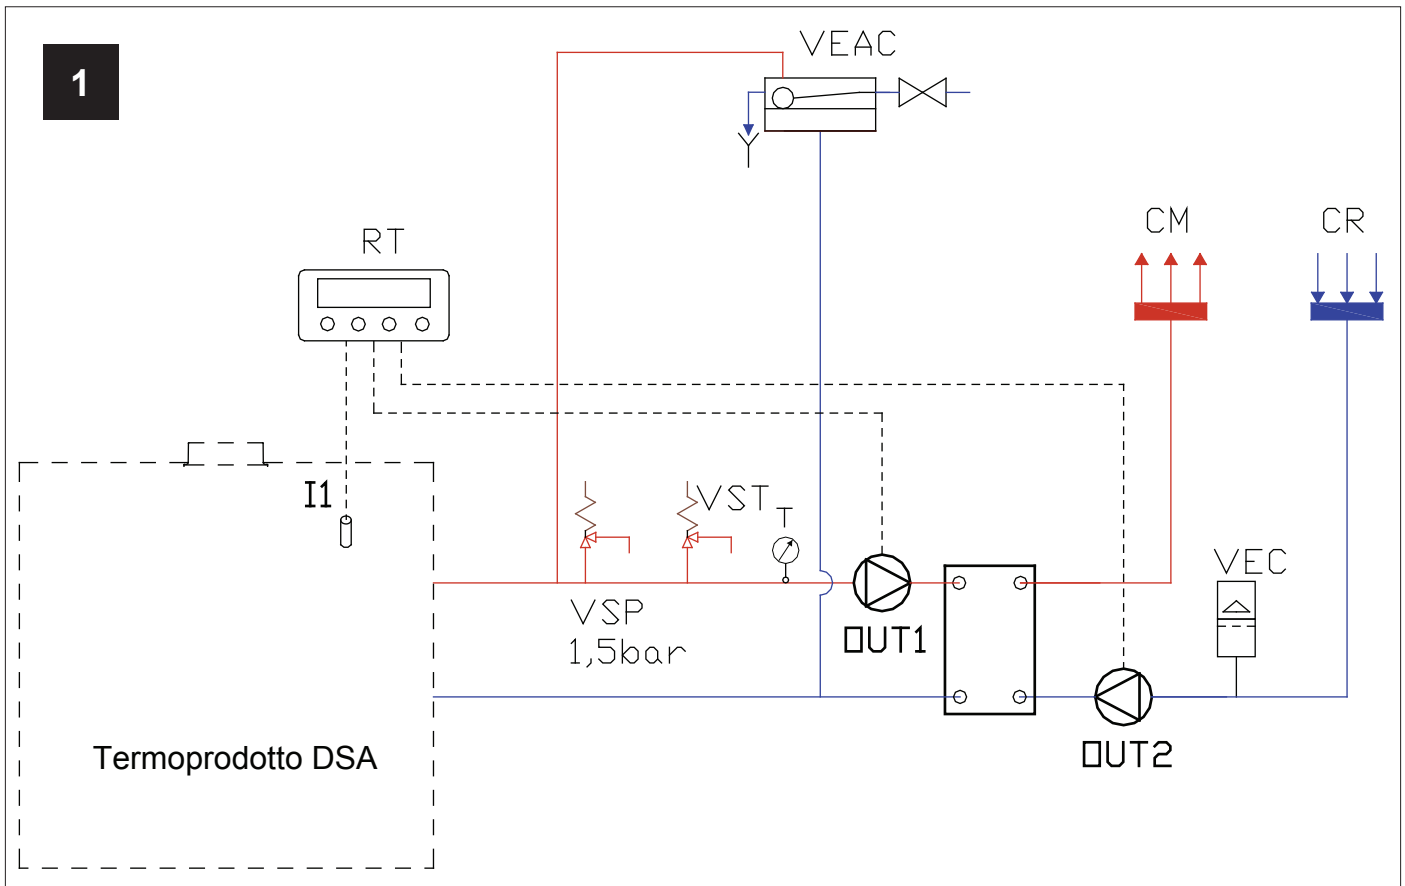 1
VEAC
CM
CR
RT
I1
VST
T
VEC
VSP
1,5bar
OUT1
OUT2
Termoprodotto DSA